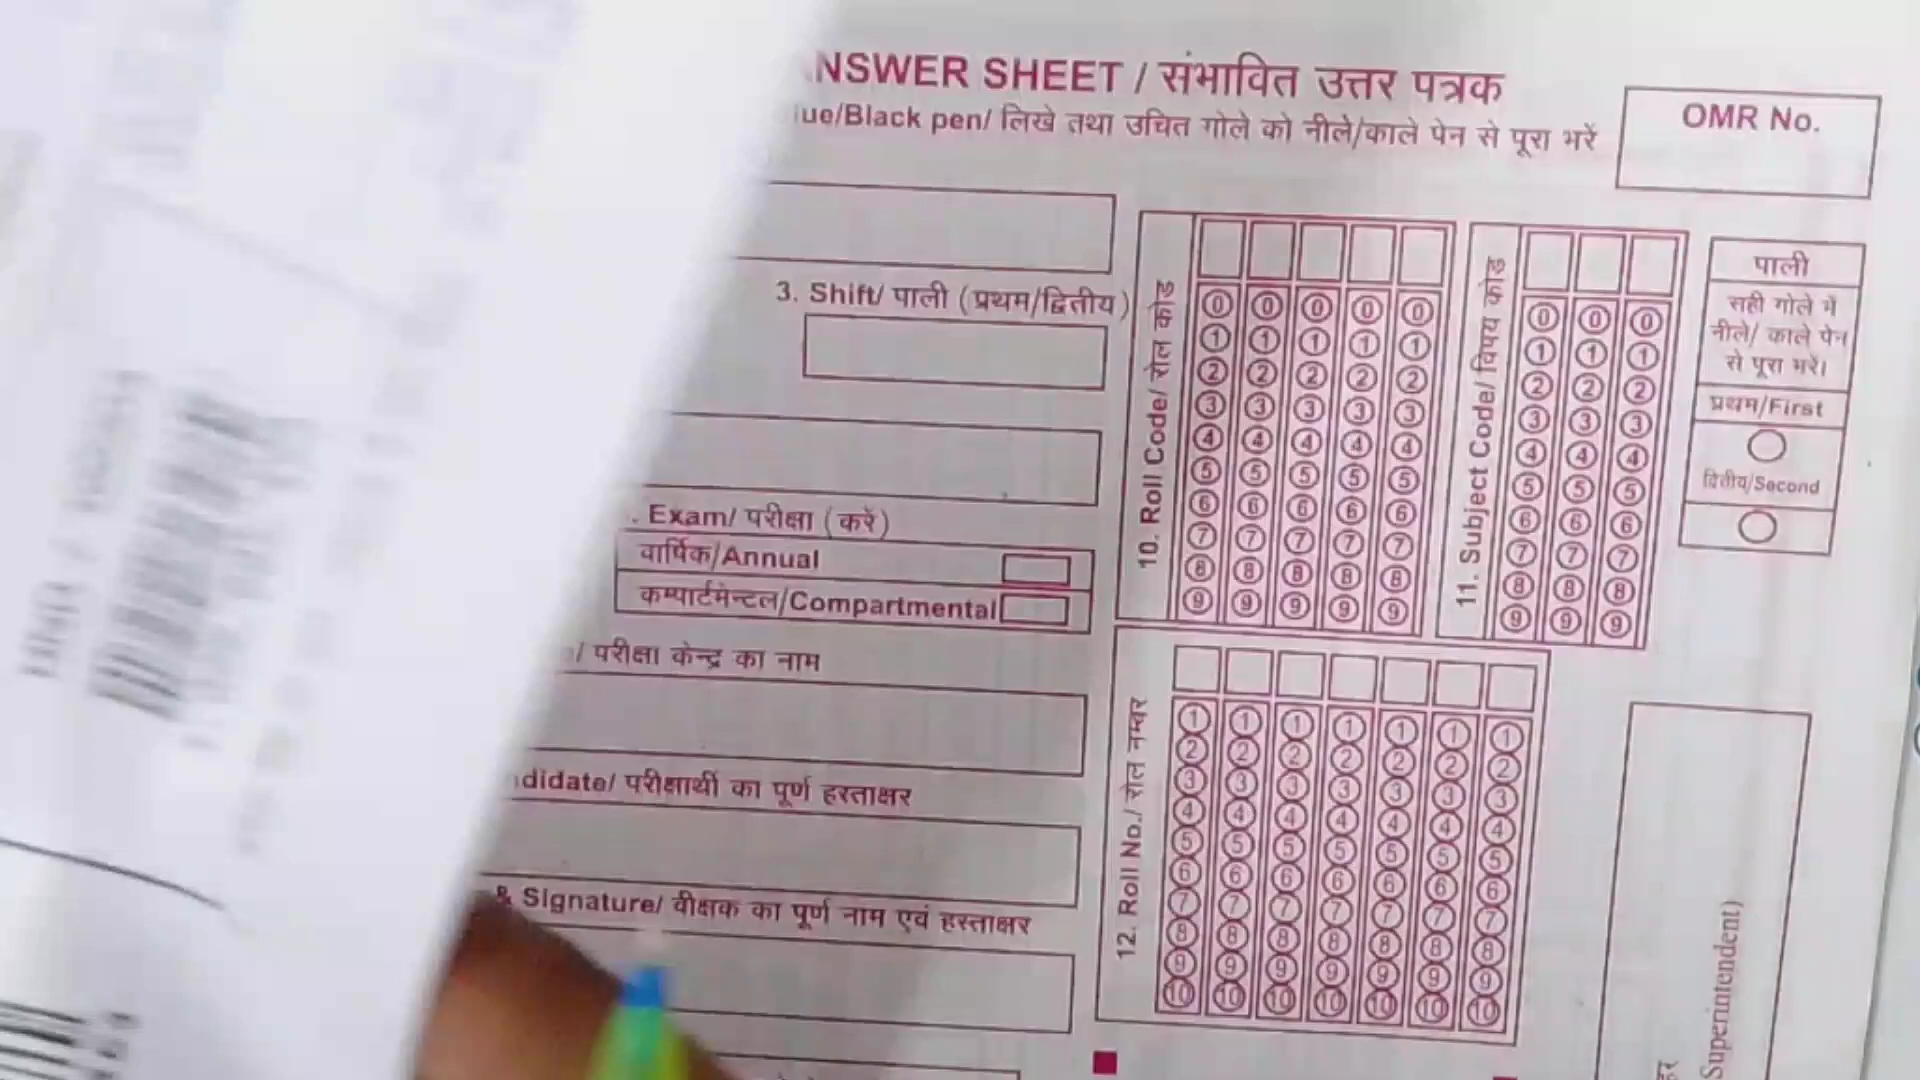 NSWER SHEET / संभावित उत्तर पत्रक
lue/Black pen/ लिखे तथा उचित गोले को नीले/काले पेन से पूरा भरें
OMR No.
3. Shift/ पाली (प्रथम/द्वितीय)
Exam/ परीक्षा (करें)
वार्षिक/Annual
कम्पार्टमेन्टल/Compartmental
/ परीक्षा केन्द्र का नाम
didate/ परीक्षार्थी का पूर्ण हस्ताक्षर
& Signature/ वीक्षक का पूर्ण नाम एवं हस्ताक्षर
10. Roll Code/ रोल कोड
0 0 0 0 0
1 1 1 1 1
2 2 2 2 2
3 3 3 3 3
4 4 4 4 4
5 5 5 5 5
6 6 6 6 6
7 7 7 7 7
8 8 8 8 8
9 9 9 9 9
11. Subject Code/ विषय कोड
0 0 0
1 1 1
2 2 2
3 3 3
4 4 4
5 5 5
6 6 6
7 7 7
8 8 8
9 9 9
पाली
सही गोले में
नीले/ काले पेन
से पूरा भरें।
प्रथम/First
द्वितीय/Second
12. Roll No./ रोल नम्बर
1 1 1 1 1 1 1
2 2 2 2 2 2 2
3 3 3 3 3 3 3
4 4 4 4 4 4 4
5 5 5 5 5 5 5
6 6 6 6 6 6 6
7 7 7 7 7 7 7
8 8 8 8 8 8 8
9 9 9 9 9 9 9
10 10 10 10 10 10 10
Superintendent)